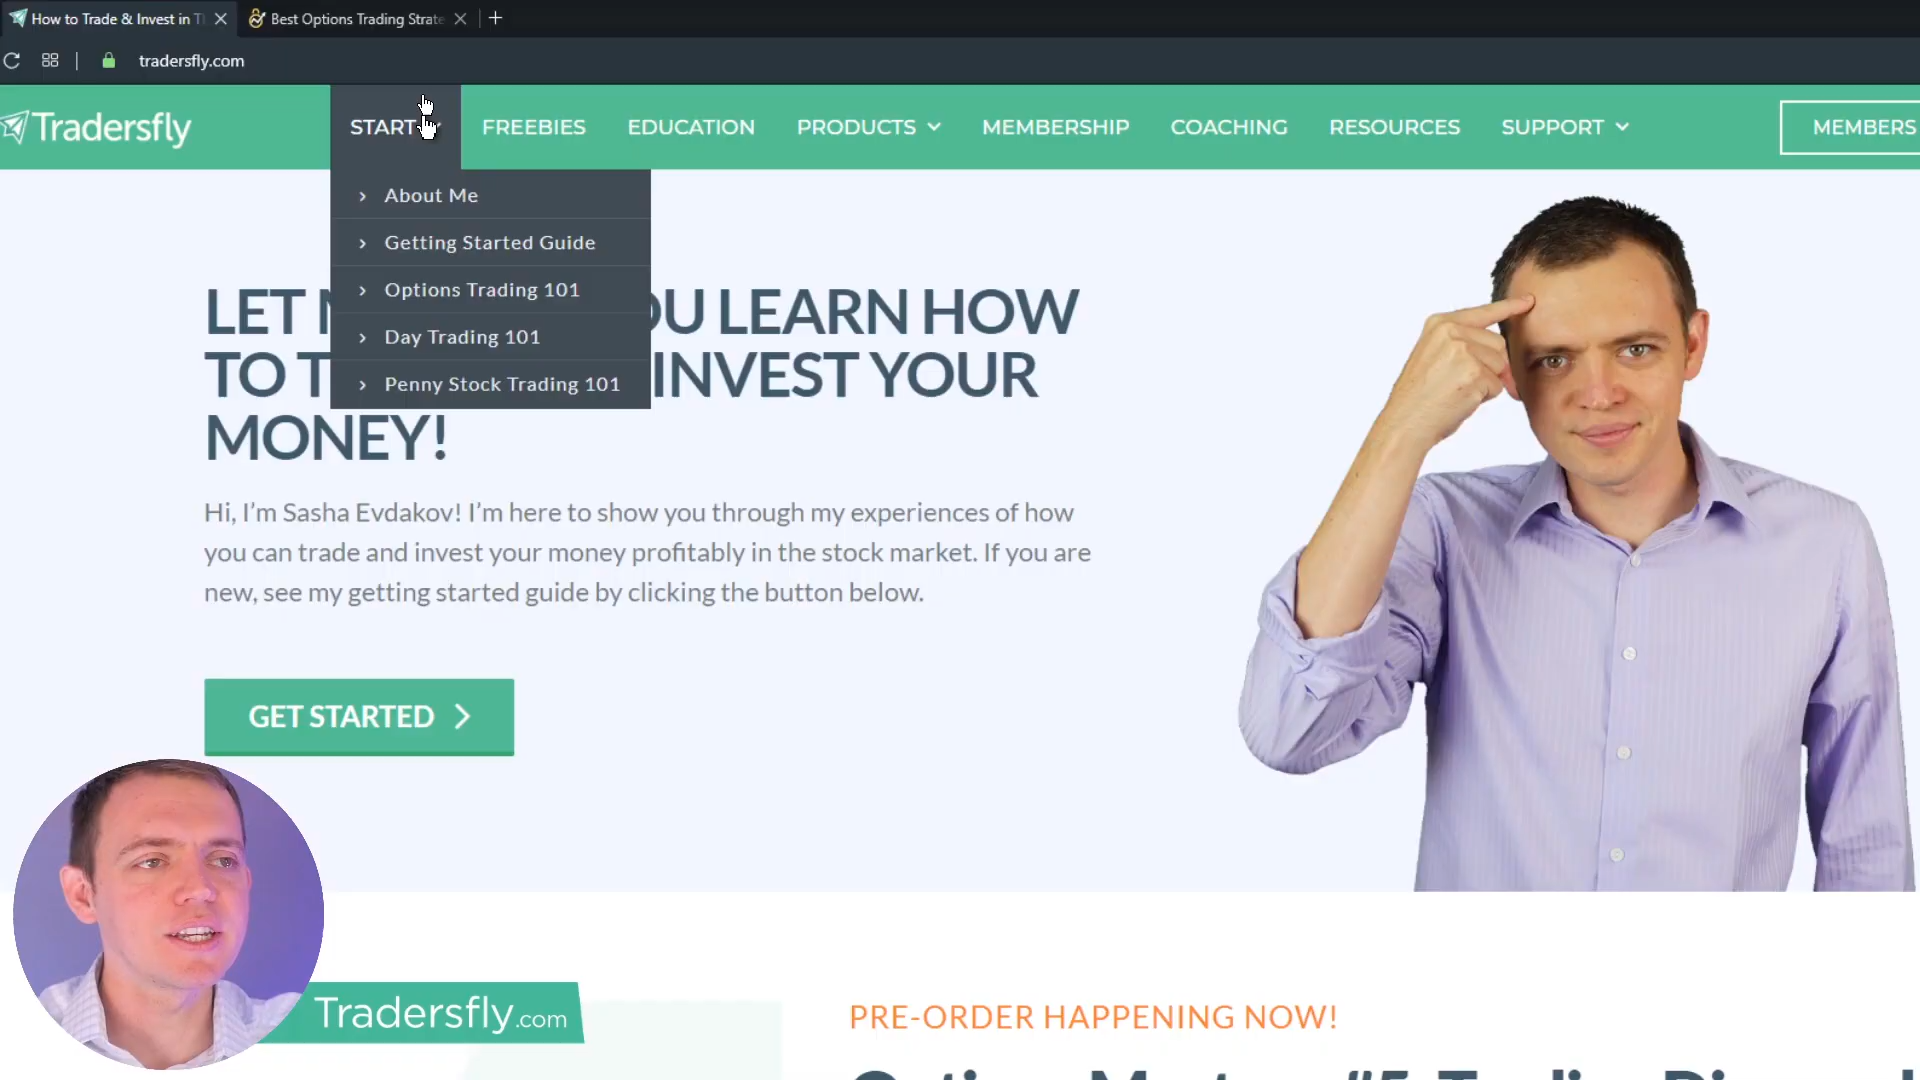 How to Trade & Invest in
Best Options Trading Strate
tradersfly.com
Tradersfly
START
FREEBIES
EDUCATION
PRODUCTS
MEMBERSHIP
COACHING
RESOURCES
SUPPORT
MEMBERS
About Me
Getting Started Guide
Options Trading 101
Day Trading 101
Penny Stock Trading 101
LET U LEARN HOW
TO T INVEST YOUR
MONEY!
Hi, I'm Sasha Evdakov! I'm here to show you through my experiences of how
you can trade and invest your money profitably in the stock market. If you are
new, see my getting started guide by clicking the button below.
GET STARTED
Tradersfly.com
PRE-ORDER HAPPENING NOW!